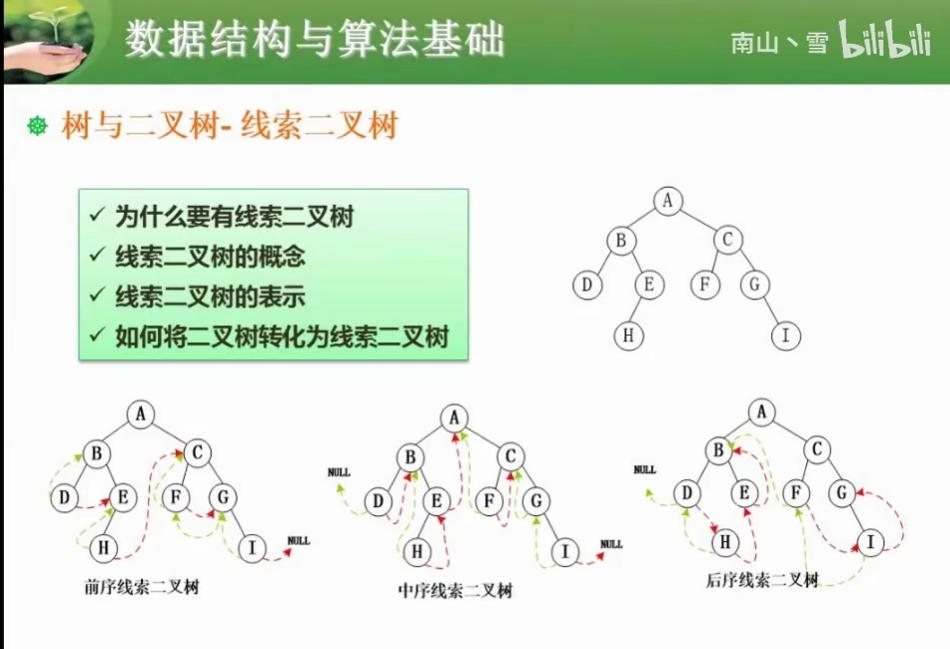 数据结构与算法基础
南山丶雪 bilibili
树与二叉树- 线索二叉树
✓ 为什么要有线索二叉树
✓ 线索二叉树的概念
✓ 线索二叉树的表示
✓ 如何将二叉树转化为线索二叉树
A
B C
D E F G
H I
A
B C
D E F G
H I NULL
前序线索二叉树
A
NULL B C
D E F G
H I NULL
中序线索二叉树
A
NULL B C
D E F G
H I
后序线索二叉树